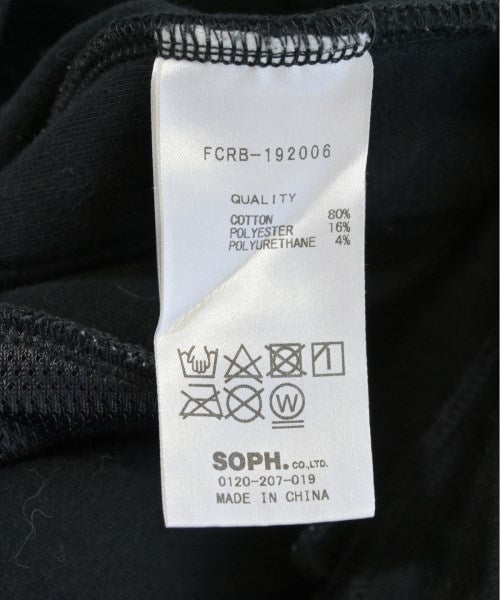 FCRB-192006
QUALITY
COTTON 80%
POLYESTER 16%
POLYURETHANE 4%
W
SOPH. CO.,LTD.
0120-207-019
MADE IN CHINA